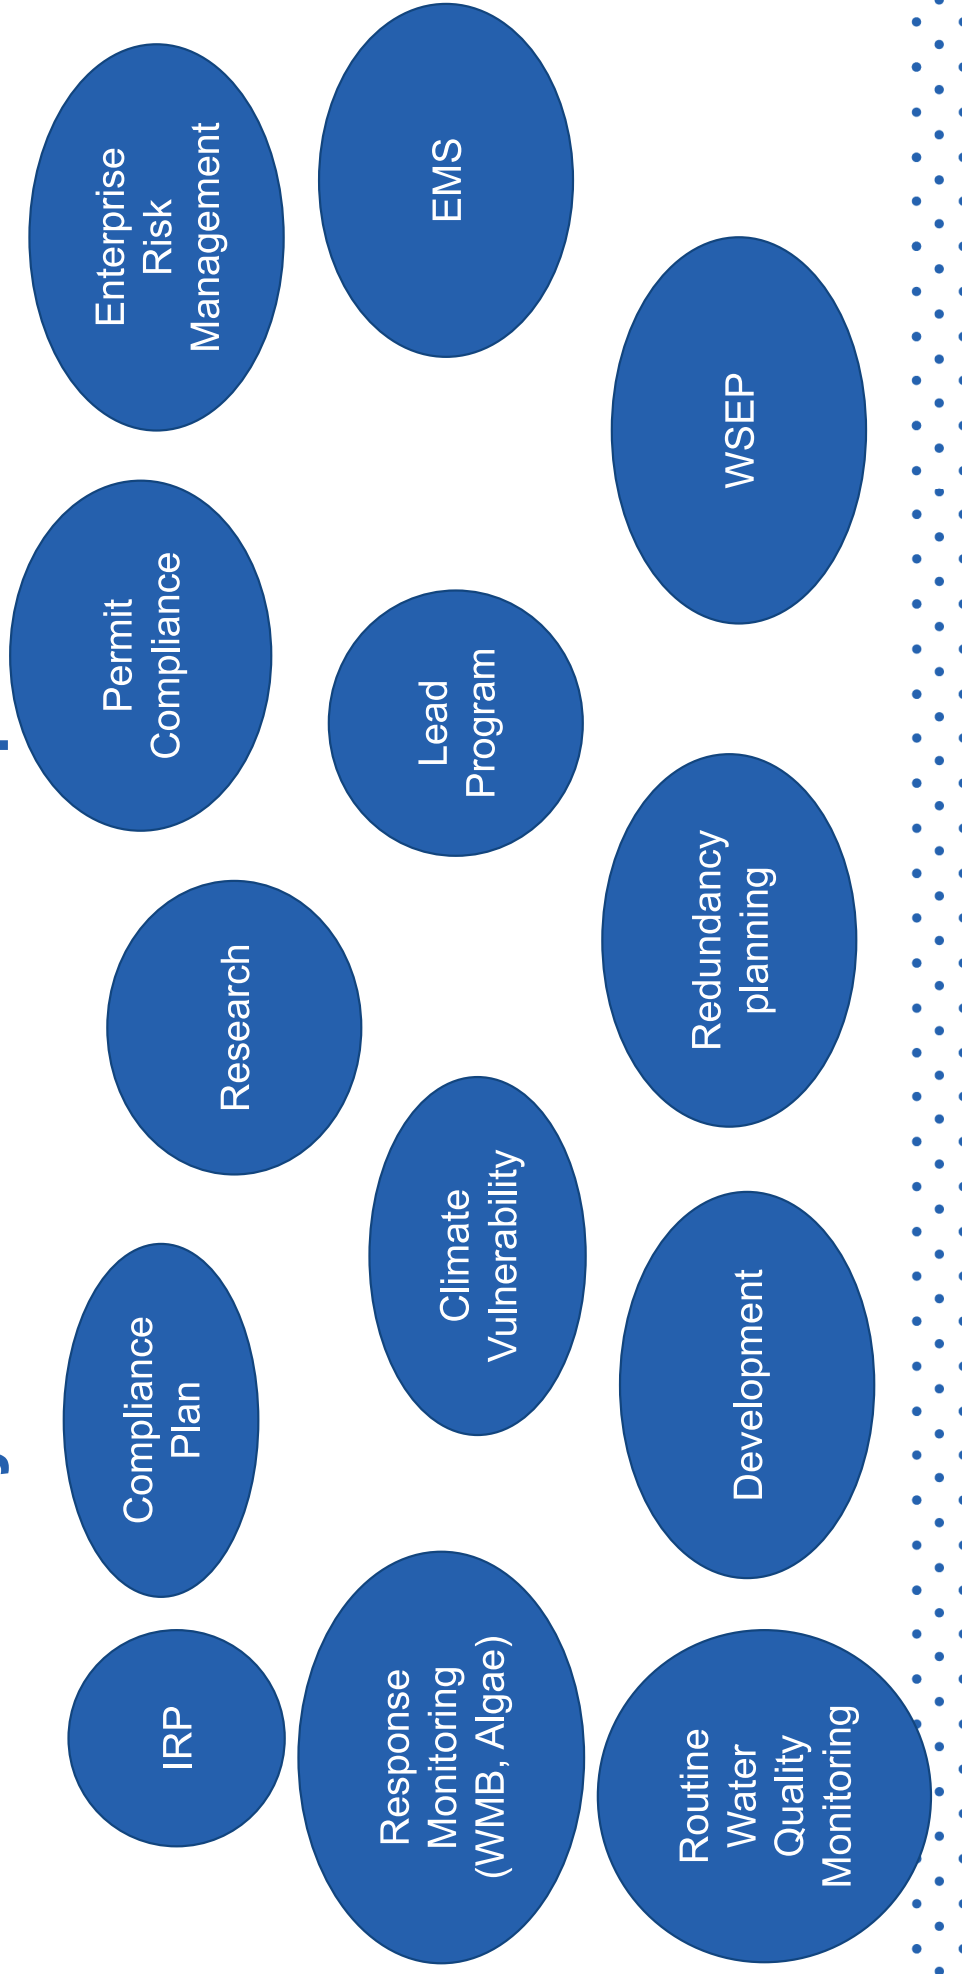 IRP
Compliance
Plan
Research
Permit
Compliance
Enterprise
Risk
Management
Response
Monitoring
(WMB, Algae)
Climate
Vulnerability
Lead
Program
EMS
Routine
Water
Quality
Monitoring
Development
Redundancy
planning
WSEP